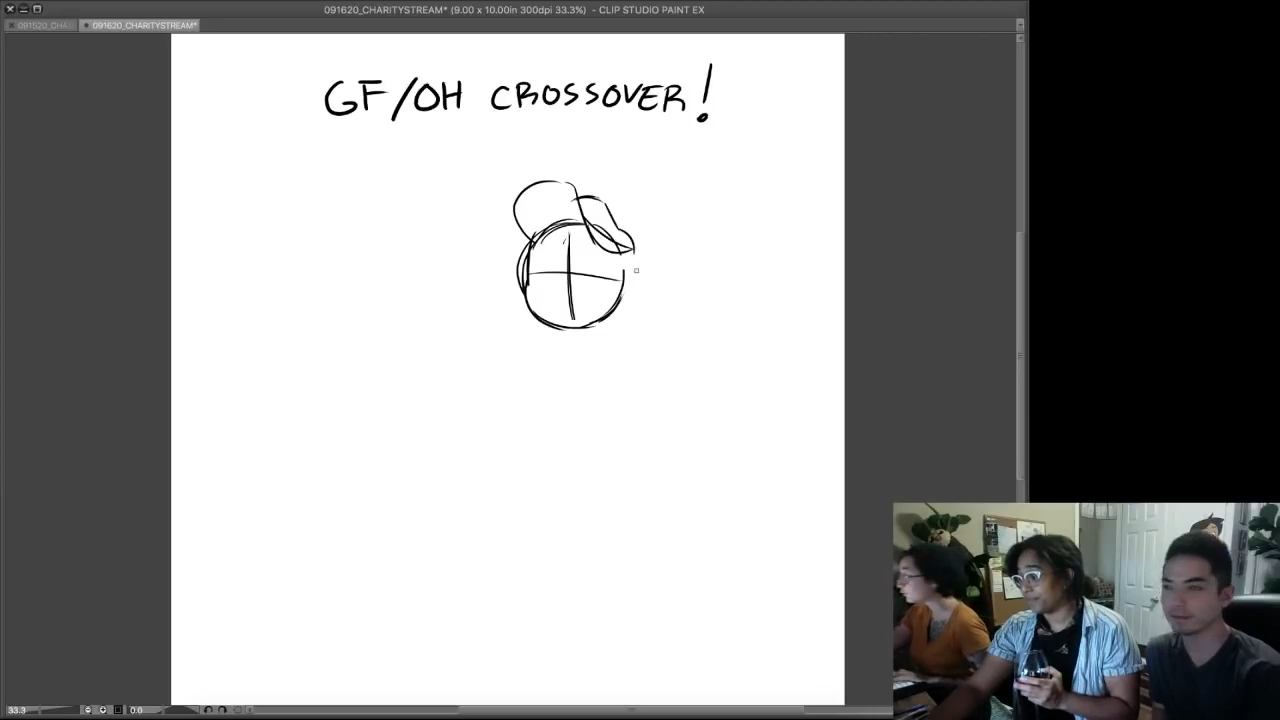 091620_CHARITYSTREAM* (9.00 x 10.00in 300dpi 33.3%) - CLIP STUDIO PAINT EX
091520_CHA
091620_CHARITYSTREAM*
GF/OH CROSSOVER!
33.3
0.0